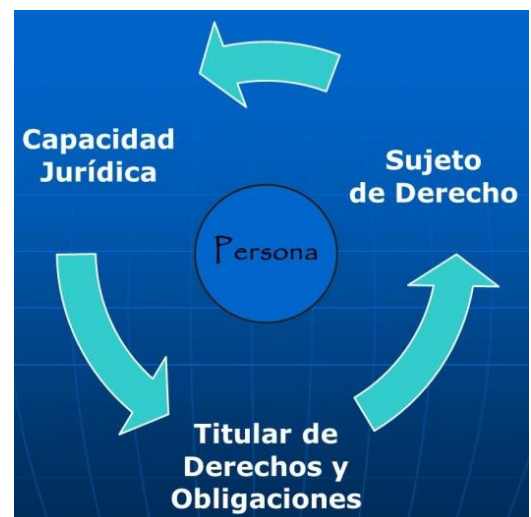 Capacidad
Jurídica
Sujeto
de Derecho
Persona
Titular de
Derechos y
Obligaciones